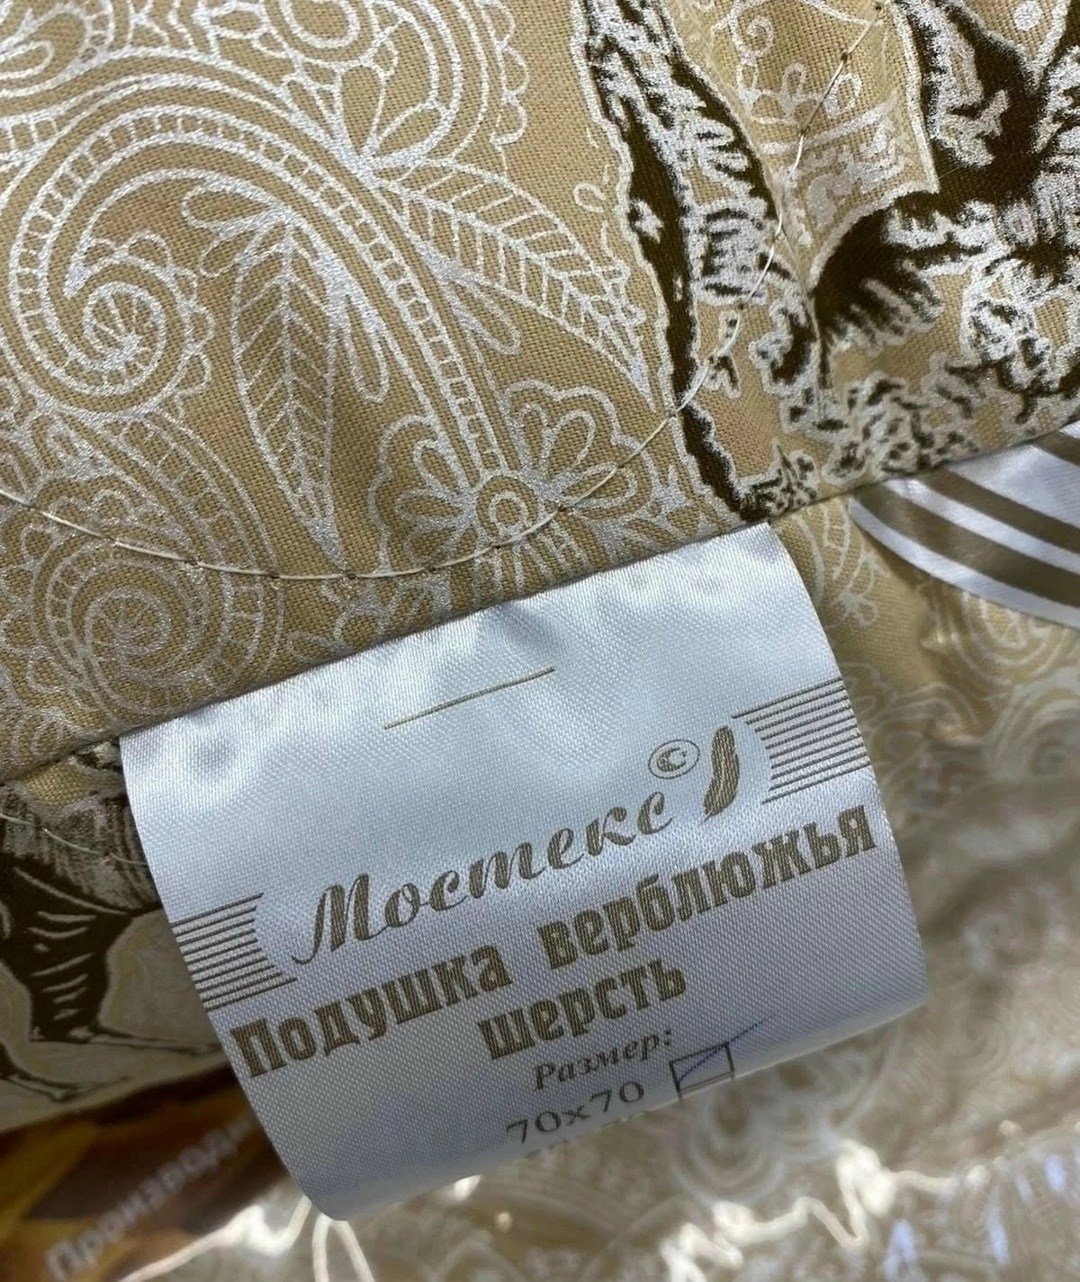 Мостекс ©
Подушка верблюжья
шерсть
Размер:
70x70